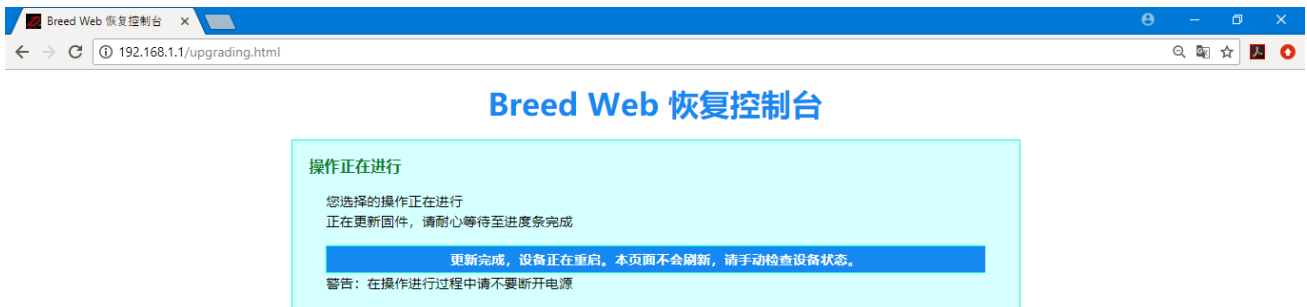 Breed Web 恢复控制台
192.168.1.1/upgrading.html
Breed Web 恢复控制台
操作正在进行
您选择的操作正在进行
正在更新固件，请耐心等待至进度条完成
更新完成，设备正在重启。本页面不会刷新，请手动检查设备状态。
警告：在操作进行过程中请不要断开电源